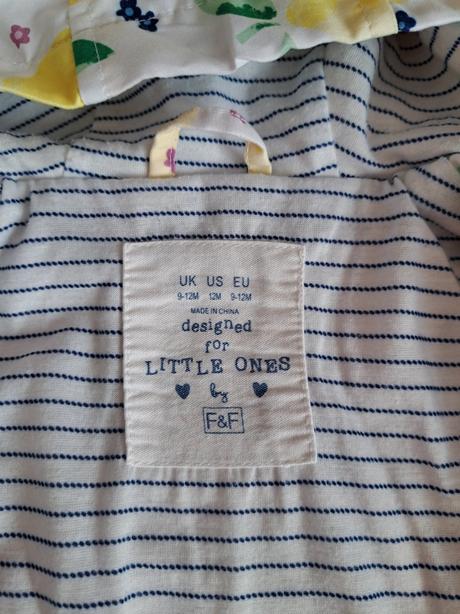 UK US EU
9-12M 12M 9-12M
MADE IN CHINA
designed
for
LITTLE ONES
by
F&F